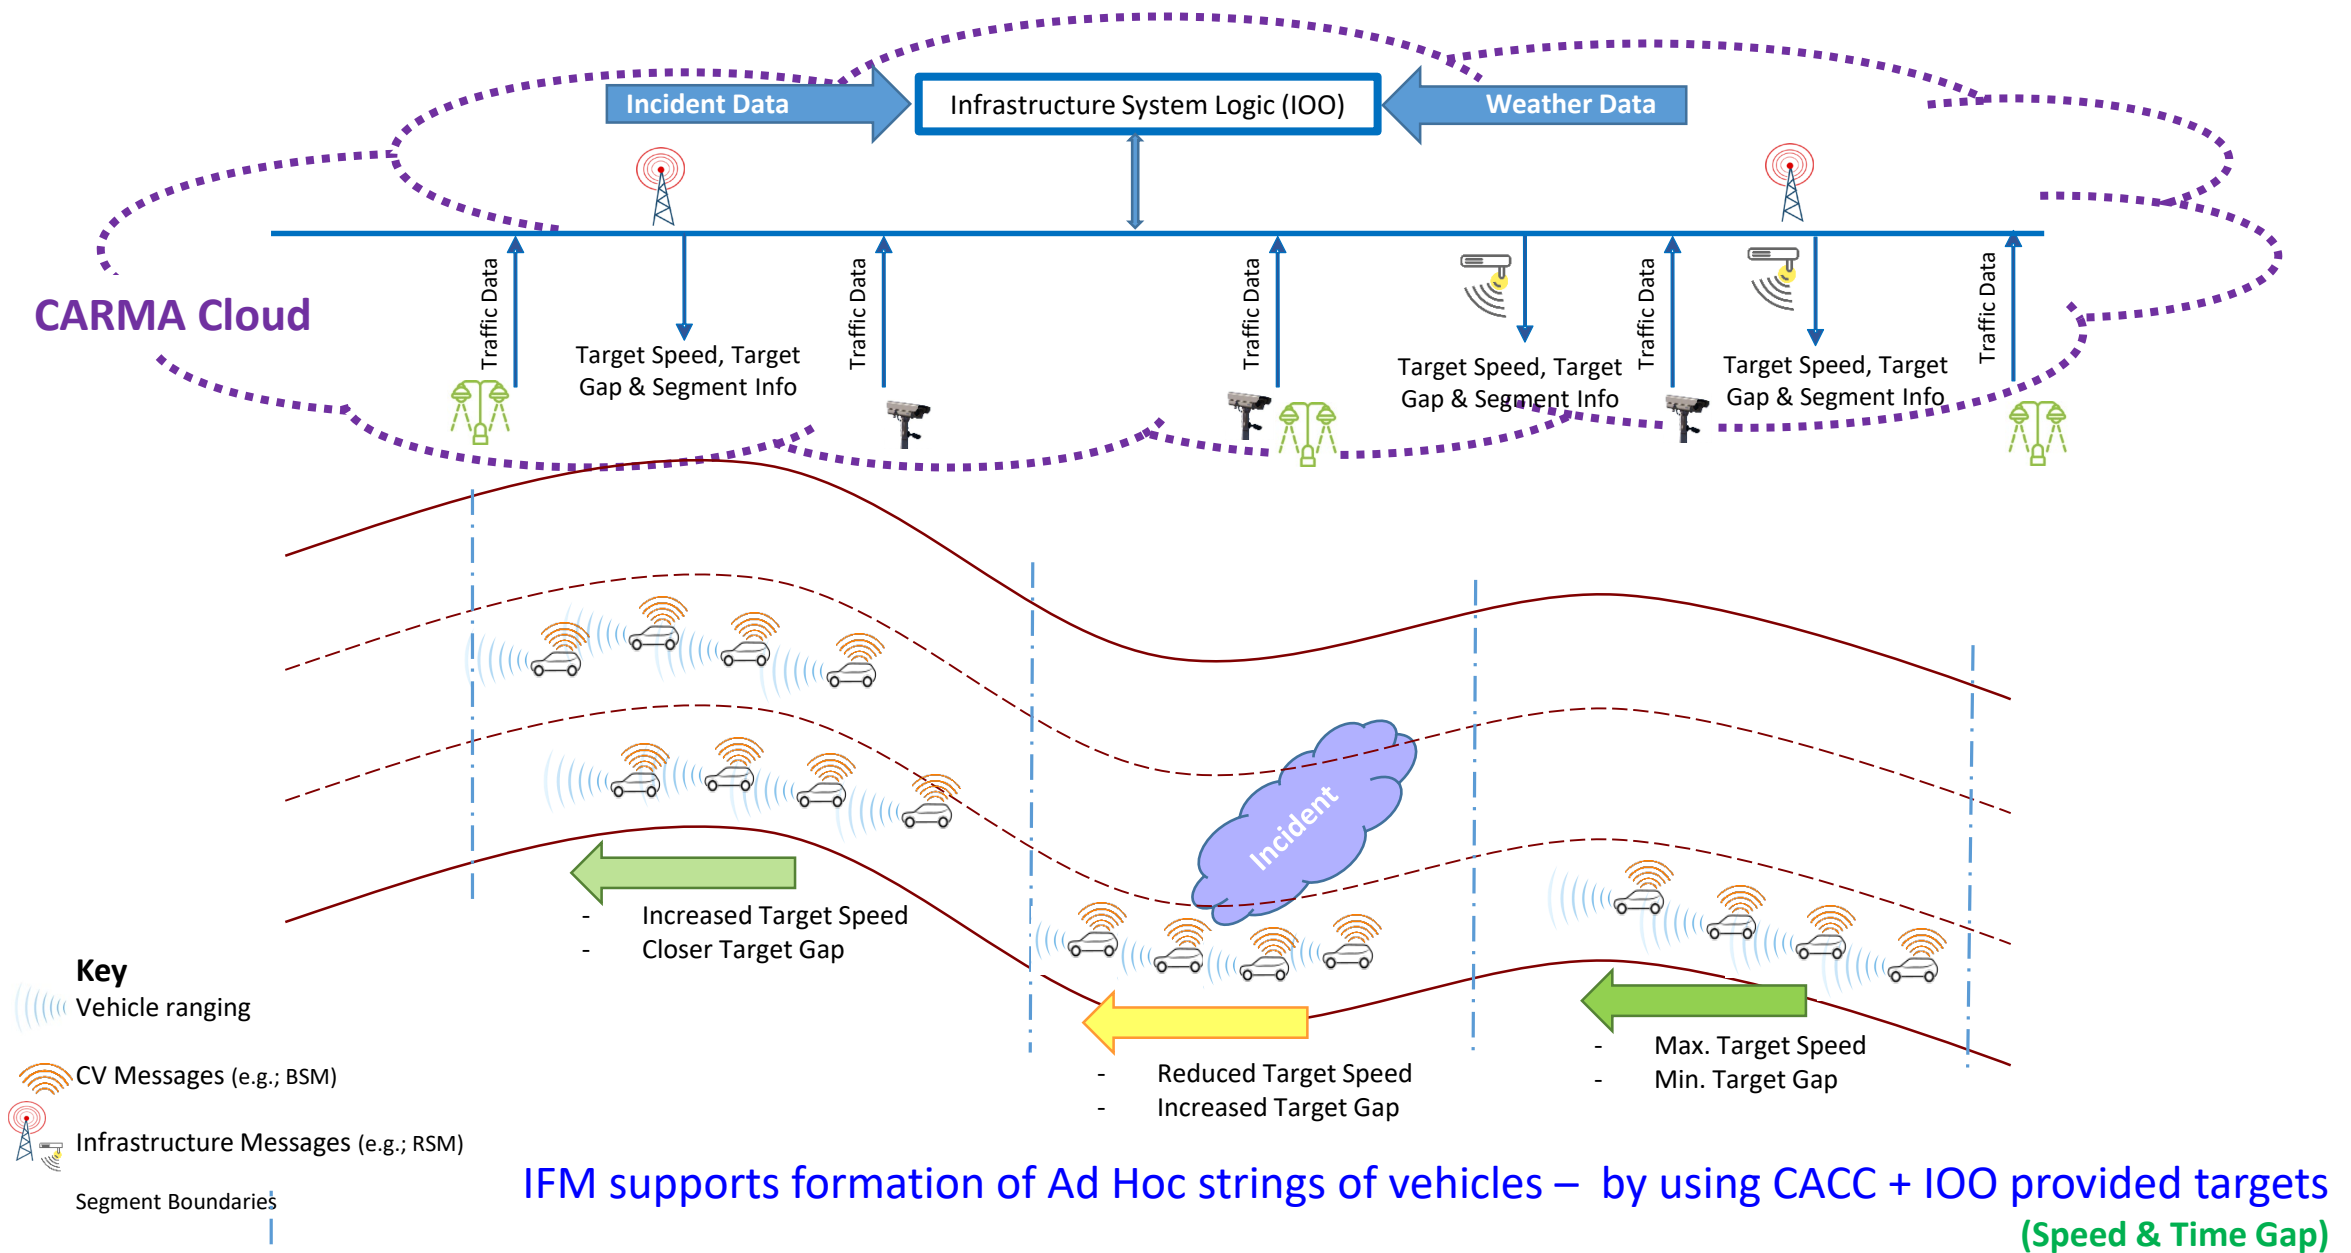 Incident Data
Infrastructure System Logic (IOO)
Weather Data
CARMA Cloud
Traffic Data
Target Speed, Target
Gap & Segment Info
Traffic Data
Traffic Data
Target Speed, Target
Gap & Segment Info
Traffic Data
Target Speed, Target
Gap & Segment Info
Traffic Data
Incident
- Increased Target Speed
- Closer Target Gap
- Reduced Target Speed
- Increased Target Gap
- Max. Target Speed
- Min. Target Gap
Key
Vehicle ranging
CV Messages (e.g.; BSM)
Infrastructure Messages (e.g.; RSM)
Segment Boundaries
IFM supports formation of Ad Hoc strings of vehicles – by using CACC + IOO provided targets
(Speed & Time Gap)